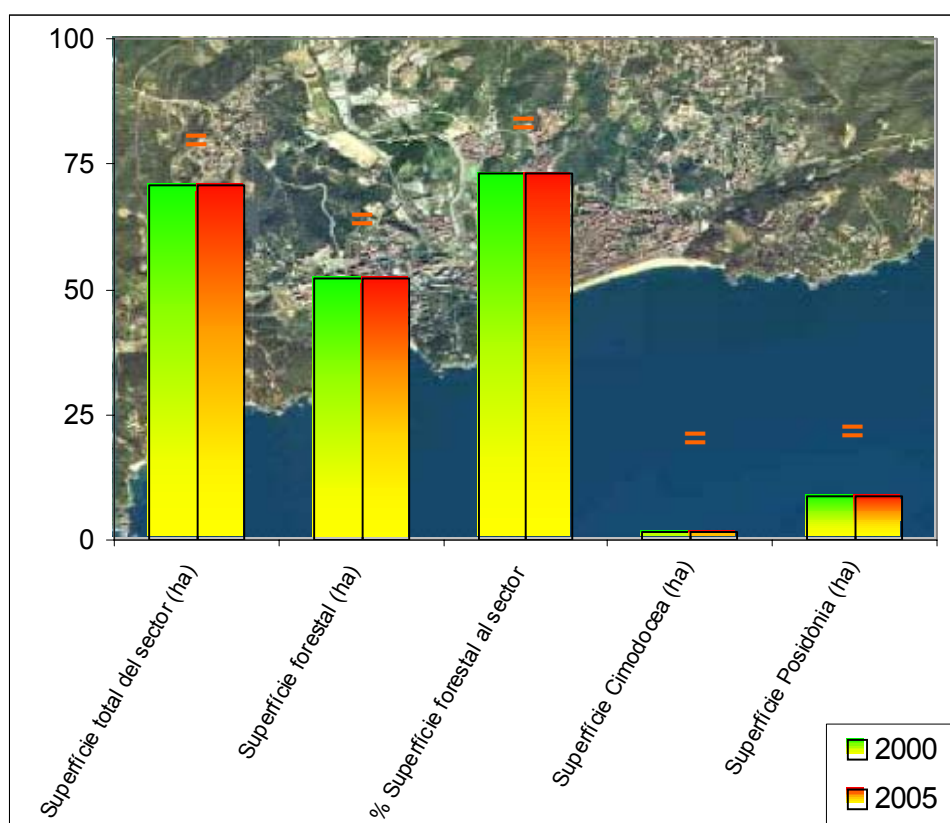 100
75
50
25
0
=
=
=
=
=
Superfície total del sector (ha)
Superfície forestal (ha)
% Superfície forestal al sector
Superfície Cimodocea (ha)
Superfície Posidònia (ha)
2000
2005